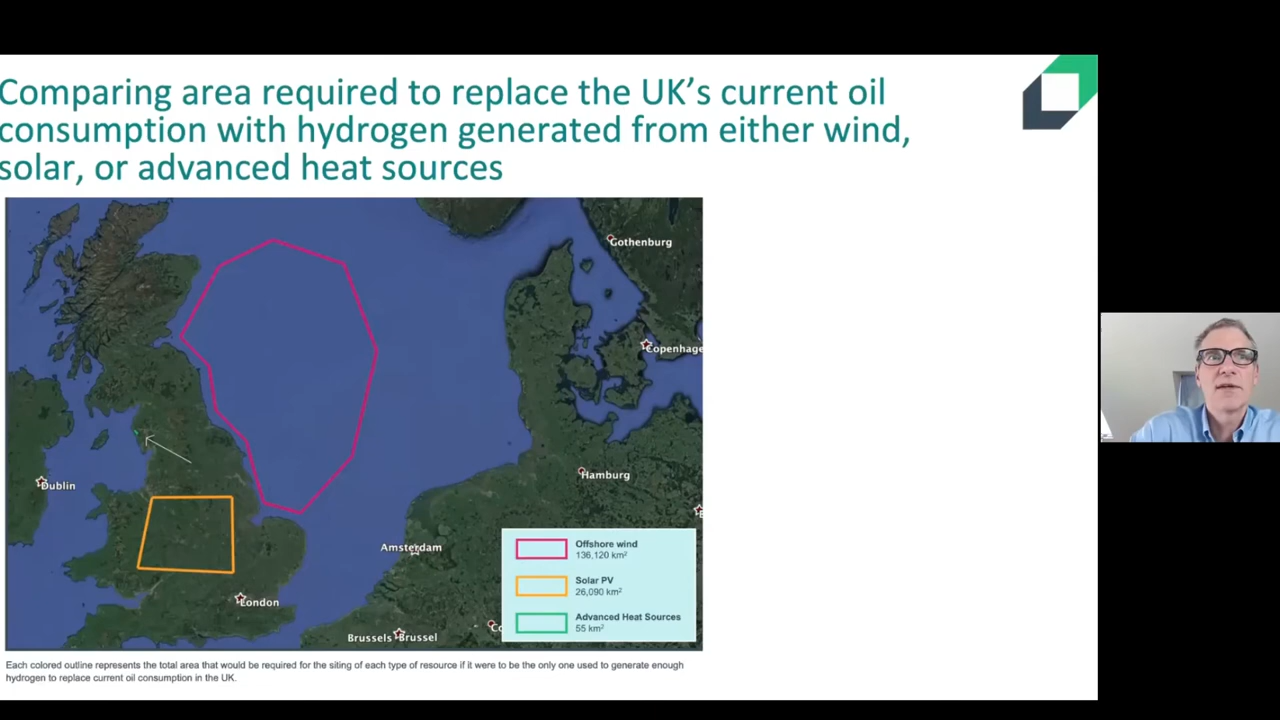 Comparing area required to replace the UK's current oil
consumption with hydrogen generated from either wind,
solar, or advanced heat sources
Gothenburg
Copenhage
Dublin
Hamburg
Amsterdam
London
Brussels Brussel
Co
Offshore wind
136,120 km²
Solar PV
26,090 km²
Advanced Heat Sources
55 km²
Each colored outline represents the total area that would be required for the siting of each type of resource if it were to be the only one used to generate enough
hydrogen to replace current oil consumption in the UK.